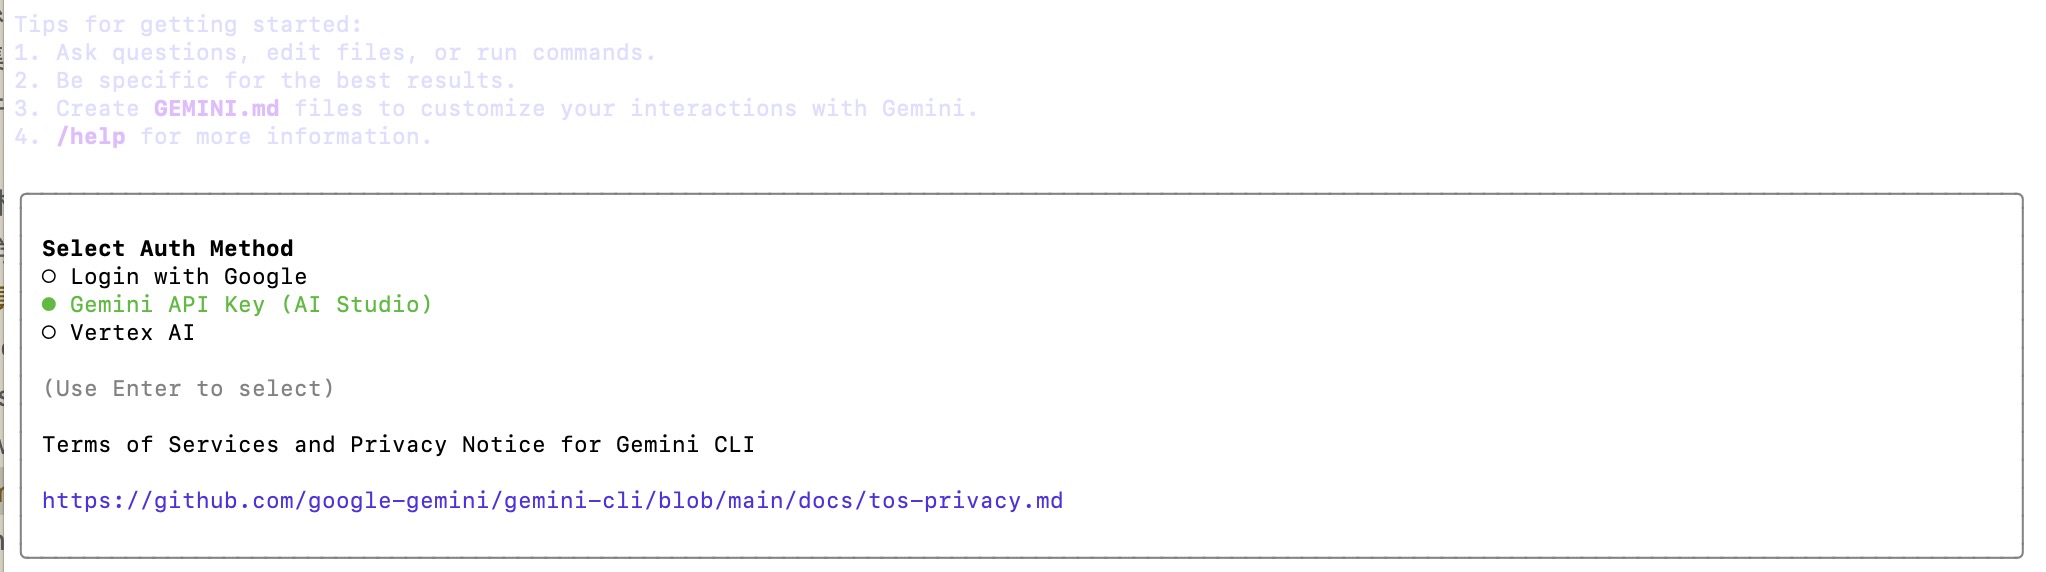 Tips for getting started:
1. Ask questions, edit files, or run commands.
2. Be specific for the best results.
3. Create GEMINI.md files to customize your interactions with Gemini.
4. /help for more information.
Select Auth Method
○ Login with Google
● Gemini API Key (AI Studio)
○ Vertex AI
(Use Enter to select)
Terms of Services and Privacy Notice for Gemini CLI
https://github.com/google-gemini/gemini-cli/blob/main/docs/tos-privacy.md